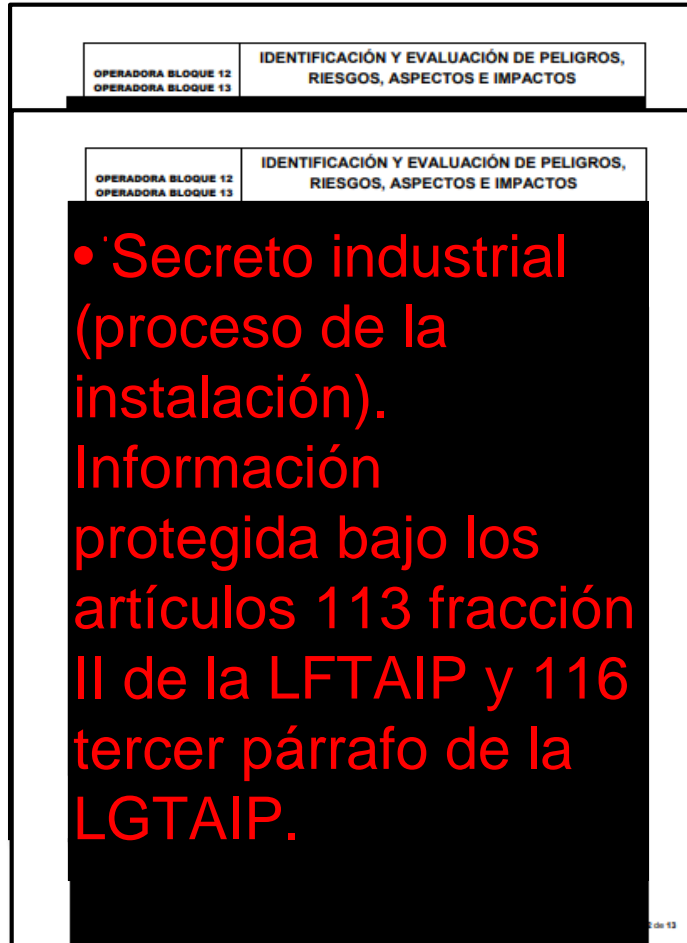 OPERADORA BLOQUE 12
OPERADORA BLOQUE 13
IDENTIFICACIÓN Y EVALUACIÓN DE PELIGROS,
RIESGOS, ASPECTOS E IMPACTOS
OPERADORA BLOQUE 12
OPERADORA BLOQUE 13
IDENTIFICACIÓN Y EVALUACIÓN DE PELIGROS,
RIESGOS, ASPECTOS E IMPACTOS
• Secreto industrial
(proceso de la
instalación).
Información
protegida bajo los
artículos 113 fracción
II de la LFTAIP y 116
tercer párrafo de la
LGTAIP.
de 13